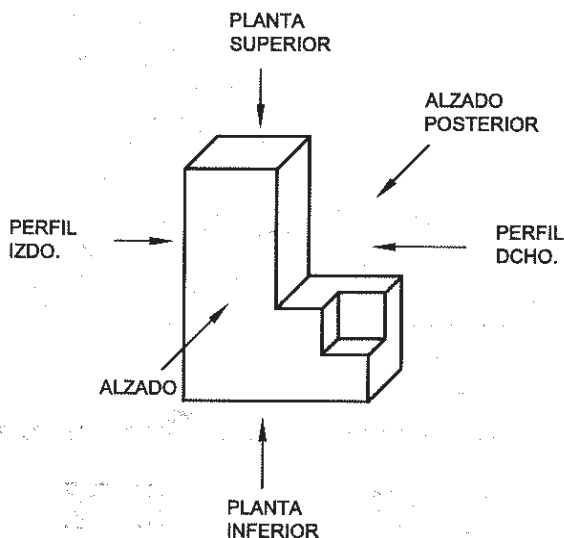 PLANTA
SUPERIOR
ALZADO
POSTERIOR
PERFIL
IZDO.
PERFIL
DCHO.
ALZADO
PLANTA
INFERIOR